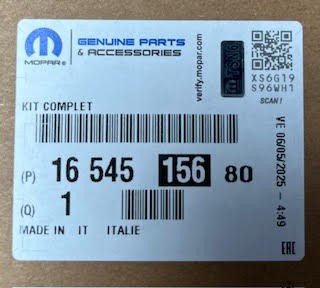 MOPAR®
GENUINE PARTS
& ACCESSORIES
verify.mopar.com
XS6G19
S96WH1
SCAN!
KIT COMPLET
(P) 16 545 156 80
(Q) 1
MADE IN IT ITALIE
VE 06/05/2025 - 4:49
EAC